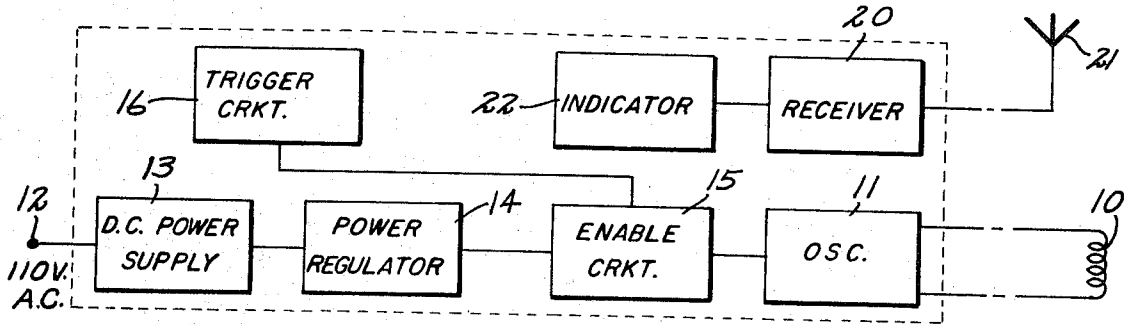 20
21
TRIGGER
CRKT.
16
22
INDICATOR
RECEIVER
12
13
14
15
11
10
D.C. POWER
SUPPLY
POWER
REGULATOR
ENABLE
CRKT.
OSC.
110V.
A.C.